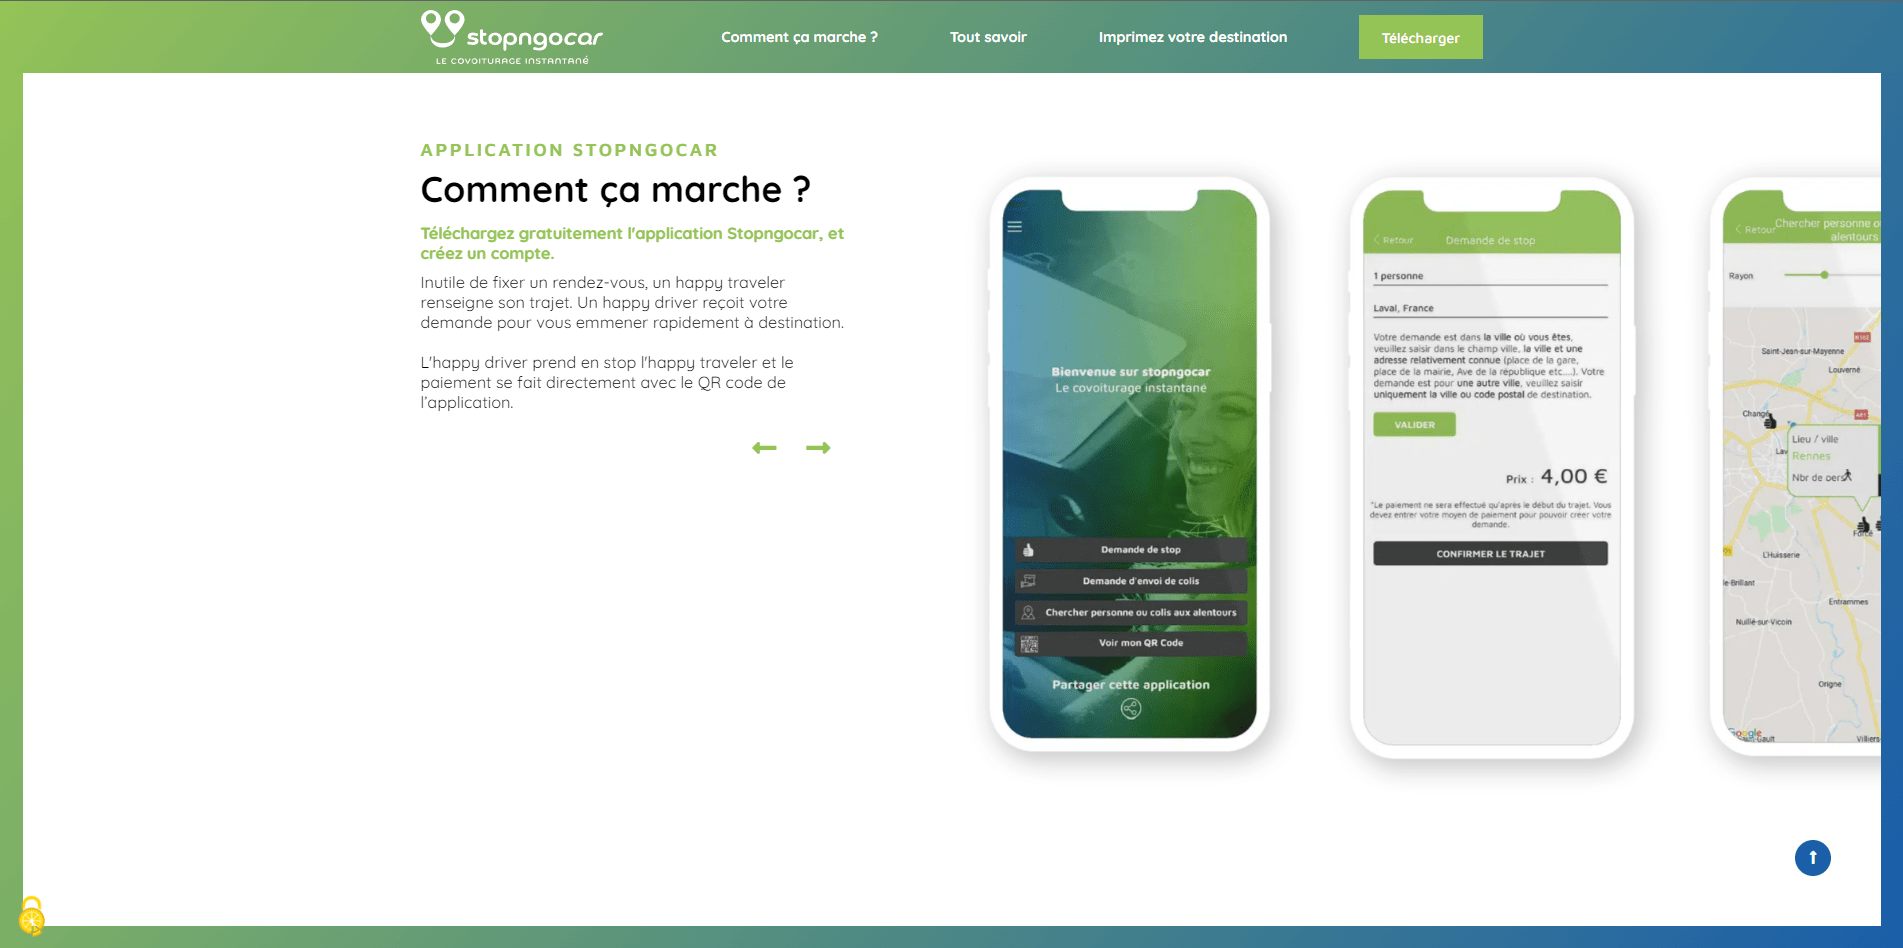 stopngocar
LE COVOITURAGE INSTANTANÉ
Comment ça marche ?
Tout savoir
Imprimez votre destination
Télécharger
APPLICATION STOPNGOCAR
Comment ça marche ?
Téléchargez gratuitement l'application Stopngocar, et
créez un compte.
Inutile de fixer un rendez-vous, un happy traveler
renseigne son trajet. Un happy driver reçoit votre
demande pour vous emmener rapidement à destination.
L'happy driver prend en stop l'happy traveler et le
paiement se fait directement avec le QR code de
l'application.
Bienvenue sur stopngocar
Le covoiturage instantané
Demande de stop
Demande d'envoi de colis
Chercher personne ou colis aux alentours
Voir mon QR Code
Partager cette application
Retour
Demande de stop
1 personne
Laval, France
Votre demande est dans la ville où vous êtes,
veuillez saisir dans le champ ville, la ville et une
adresse relativement connue (place de la gare,
place de la mairie, Ave de la république etc....). Votre
demande est pour une autre ville, veuillez saisir
uniquement la ville ou code postal de destination.
VALIDER
Prix : 4,00 €
*Le paiement ne sera effectué qu'après le début du trajet. Vous
devez entrer votre moyen de paiement pour pouvoir créer votre
demande.
CONFIRMER LE TRAJET
Retour
Chercher personne o
alentours
Rayon
Saint-Jean-sur-Mayenne
Louverné
Changé
Lav
Lieu / ville
Rennes
Nbr de pers
Forcé
L'Huisserie
le-Brillant
Entrammes
Nuillé-sur-Vicoin
Origne
Google
Villiers-